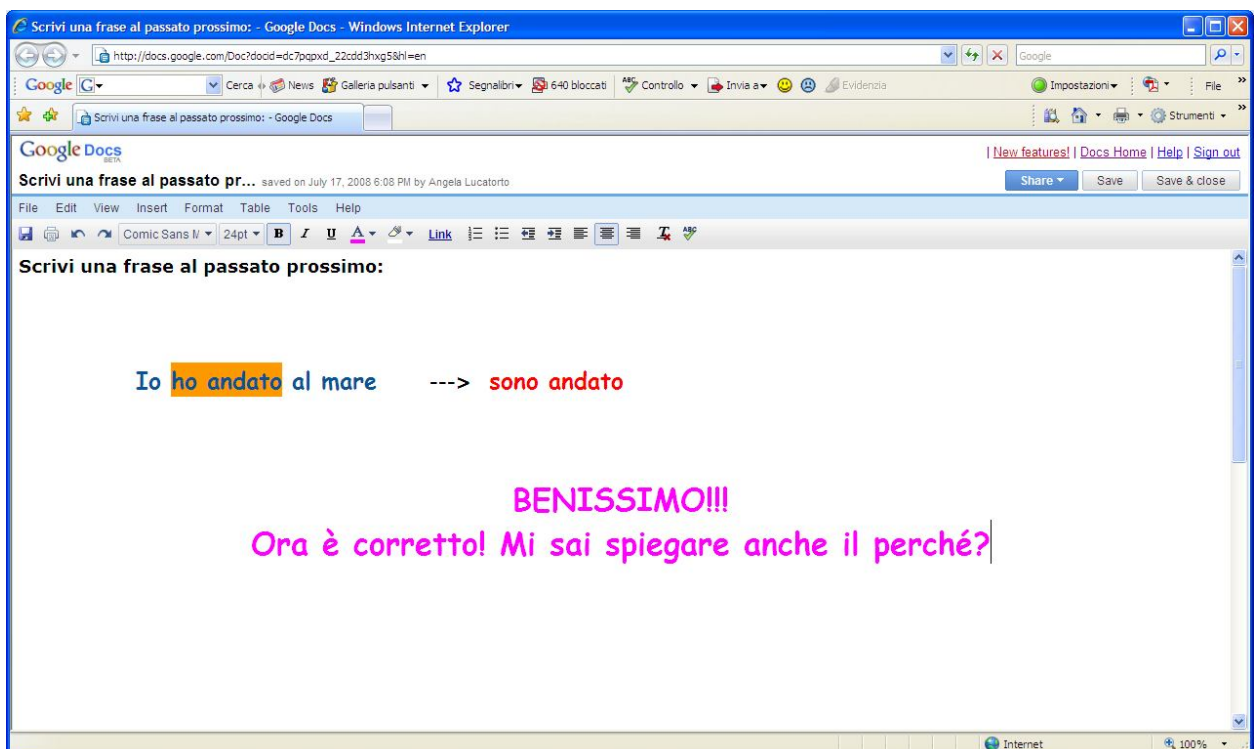 Scrivi una frase al passato prossimo: - Google Docs - Windows Internet Explorer
http://docs.google.com/Doc?docid=dc7pqpxd_22cdd3hxg5&hl=en
Google
Google G Cerca News Galleria pulsanti Segnalibri 640 bloccati ABC Controllo Invia a Evidenzia Impostazioni File
Scrivi una frase al passato prossimo: - Google Docs Strumenti
Google Docs BETA | New features! | Docs Home | Help | Sign out
Scrivi una frase al passato pr... saved on July 17, 2008 6:08 PM by Angela Lucatorto Share Save Save & close
File Edit View Insert Format Table Tools Help
Comic Sans M 24pt B I U A Link T ABC
Scrivi una frase al passato prossimo:
Io ho andato al mare ---> sono andato
BENISSIMO!!!
Ora è corretto! Mi sai spiegare anche il perché?
Internet 100%